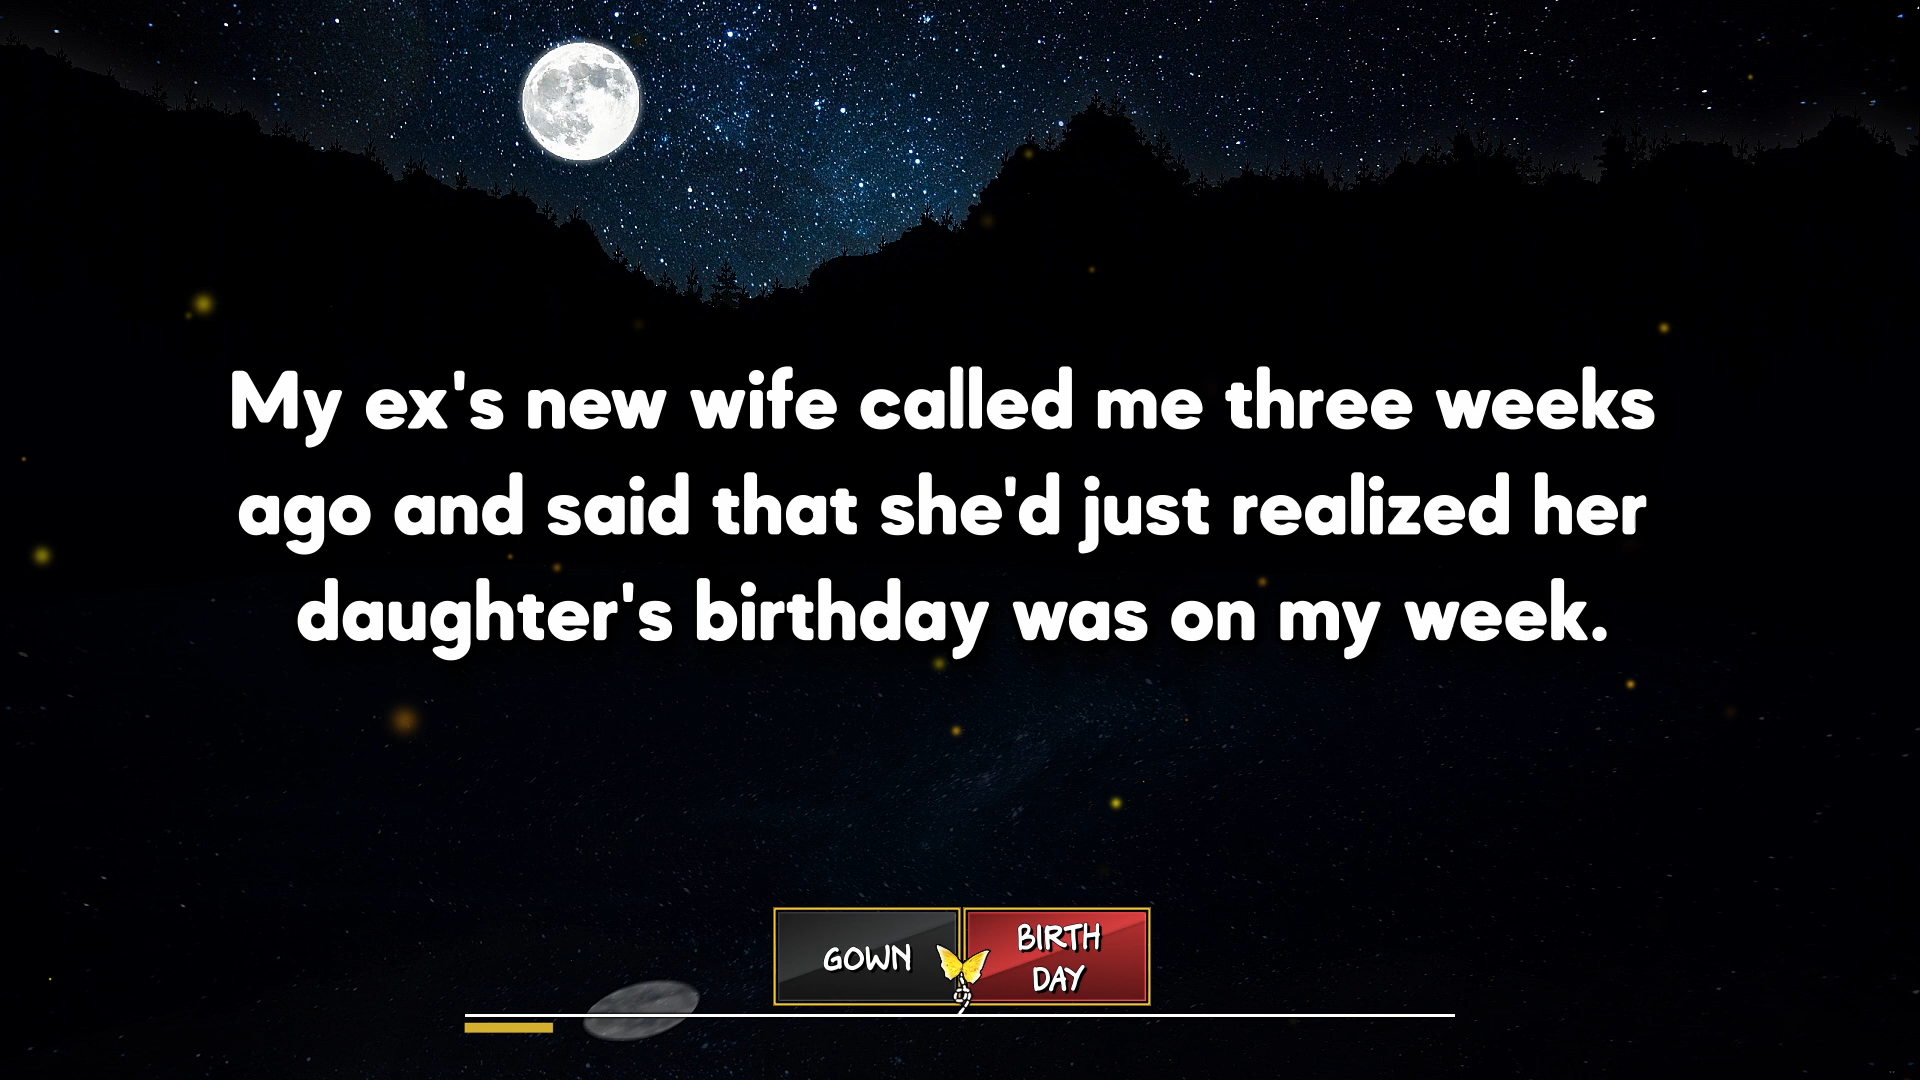 My ex's new wife called me three weeks
ago and said that she'd just realized her
daughter's birthday was on my week.
GOWN
BIRTH
DAY